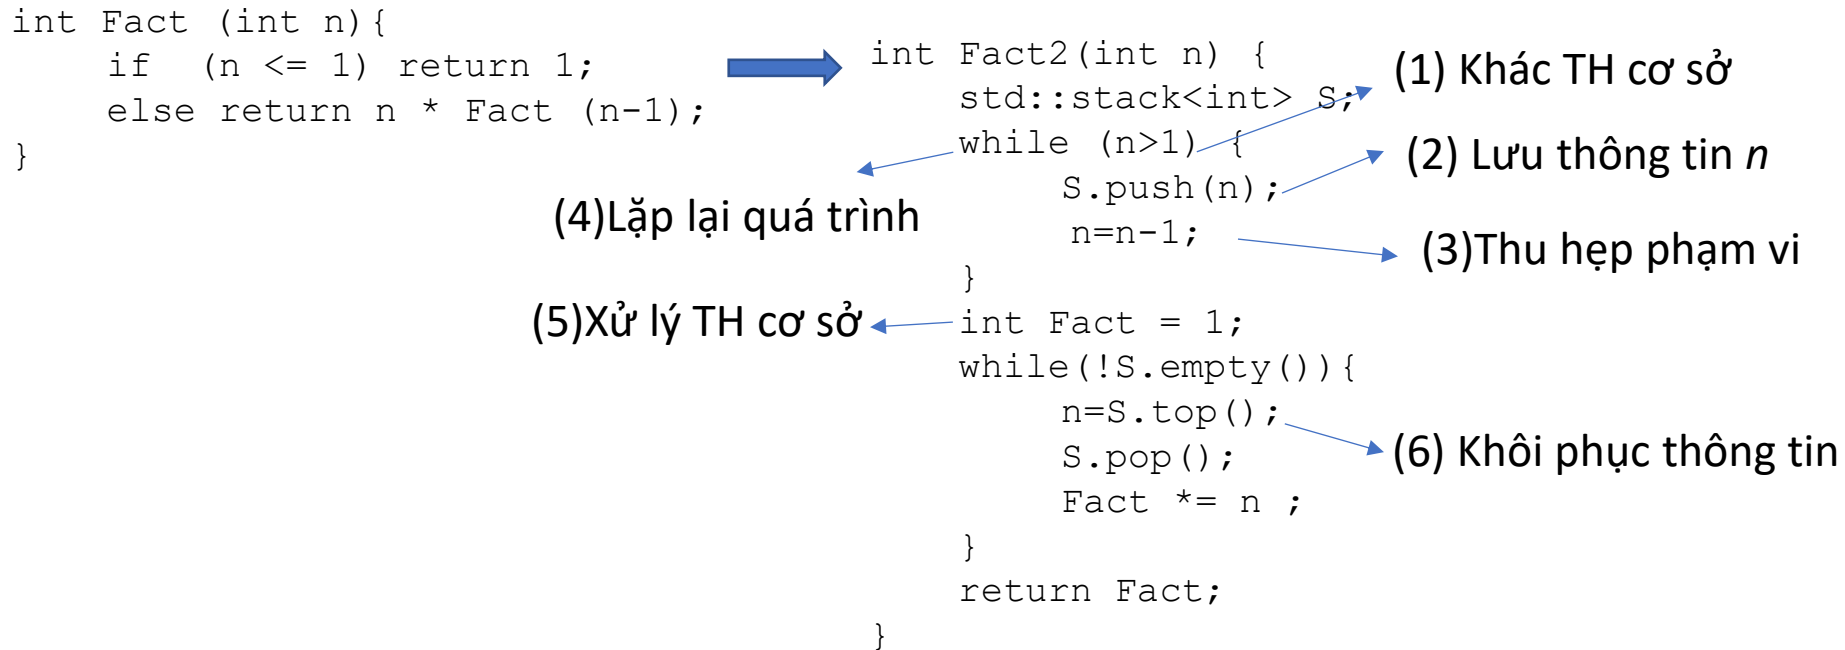 int Fact (int n){
if (n <= 1) return 1;
else return n * Fact (n-1);
}
int Fact2(int n) {
std::stack<int> S;
while (n>1) {
S.push(n);
n=n-1;
}
int Fact = 1;
while(!S.empty()){
n=S.top();
S.pop();
Fact *= n ;
}
return Fact;
}
(1) Khác TH cơ sở
(2) Lưu thông tin n
(3)Thu hẹp phạm vi
(4)Lặp lại quá trình
(5)Xử lý TH cơ sở
(6) Khôi phục thông tin